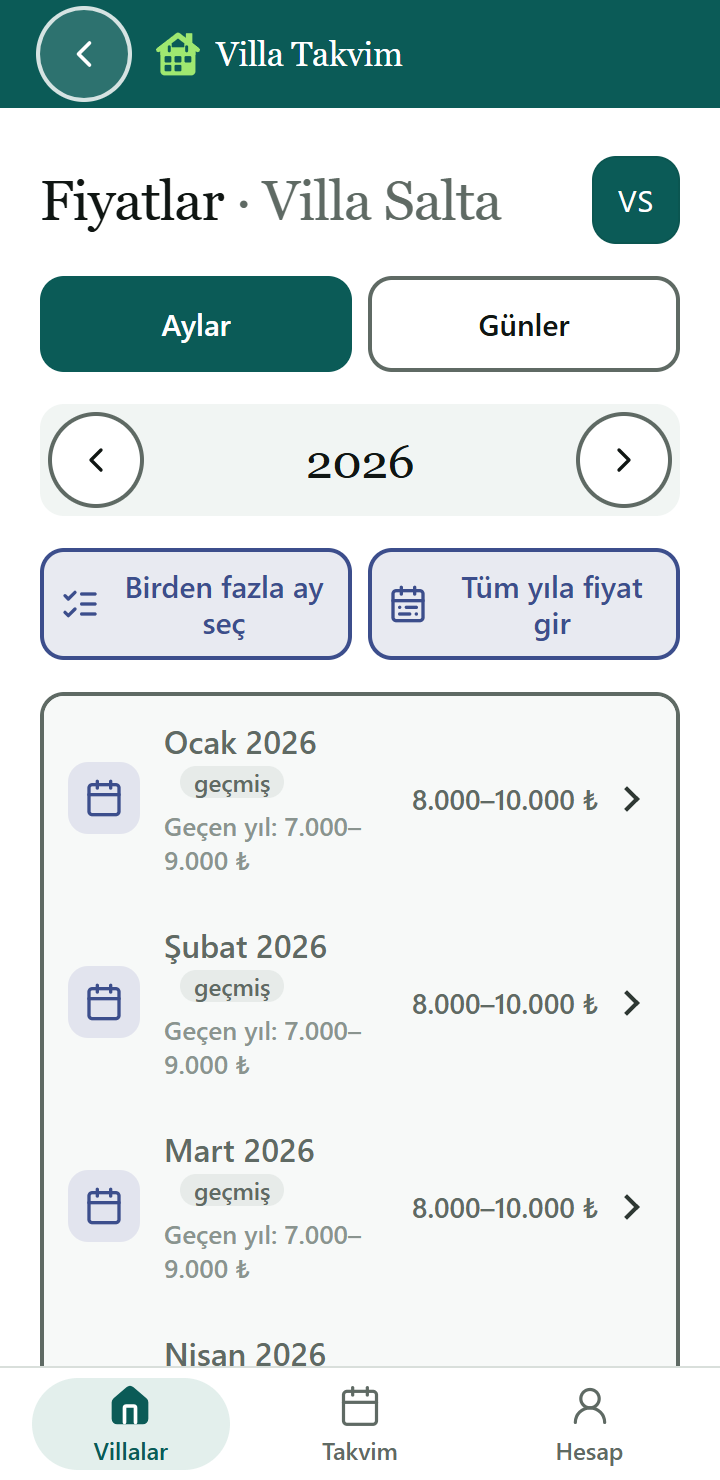 Villa Takvim
Fiyatlar · Villa Salta
VS
Aylar
Günler
2026
Birden fazla ay
seç
Tüm yıla fiyat
gir
Ocak 2026
geçmiş
Geçen yıl: 7.000–
9.000 ₺
8.000–10.000 ₺
Şubat 2026
geçmiş
Geçen yıl: 7.000–
9.000 ₺
8.000–10.000 ₺
Mart 2026
geçmiş
Geçen yıl: 7.000–
9.000 ₺
8.000–10.000 ₺
Nisan 2026
Villalar
Takvim
Hesap